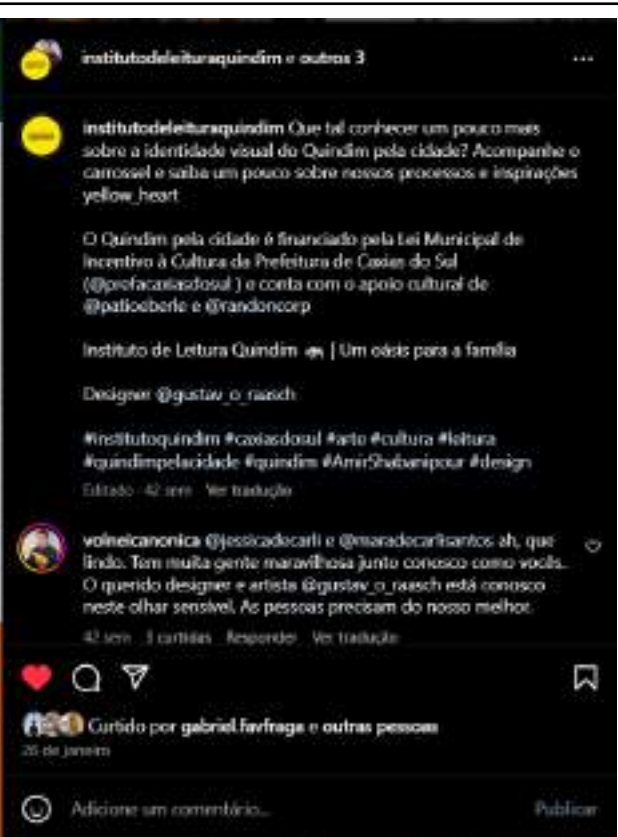 institutodeleituraquindim e outros 3
institutodeleituraquindim Que tal conhecer um pouco mais
sobre a identidade visual do Quindim pela cidade? Acompanhe o
carrossel e saiba um pouco sobre nossos processos e inspirações
yellow_heart
O Quindim pela cidade é financiado pela Lei Municipal de
Incentivo à Cultura da Prefeitura de Caxias do Sul
(@prefacaxiasdosul ) e conta com o apoio cultural de
@patioeberle e @randoncorp
Instituto de Leitura Quindim | Um oásis para a família
Designer @gustav_o_raasch
#institutoquindim #caxiasdosul #arte #cultura #leitura
#quindimpelacidade #quindim #AmirShabanipour #design
Editado · 42 sem Ver tradução
volneicanonica @jessicadecarli e @maradecarlisantos ah, que
lindo. Tem muita gente maravilhosa junto conosco como vocês.
O querido designer e artista @gustav_o_raasch está conosco
neste olhar sensível. As pessoas precisam do nosso melhor.
42 sem 3 curtidas Responder Ver tradução
Curtido por gabriel.favfraga e outras pessoas
26 de janeiro
Adicione um comentário...
Publicar